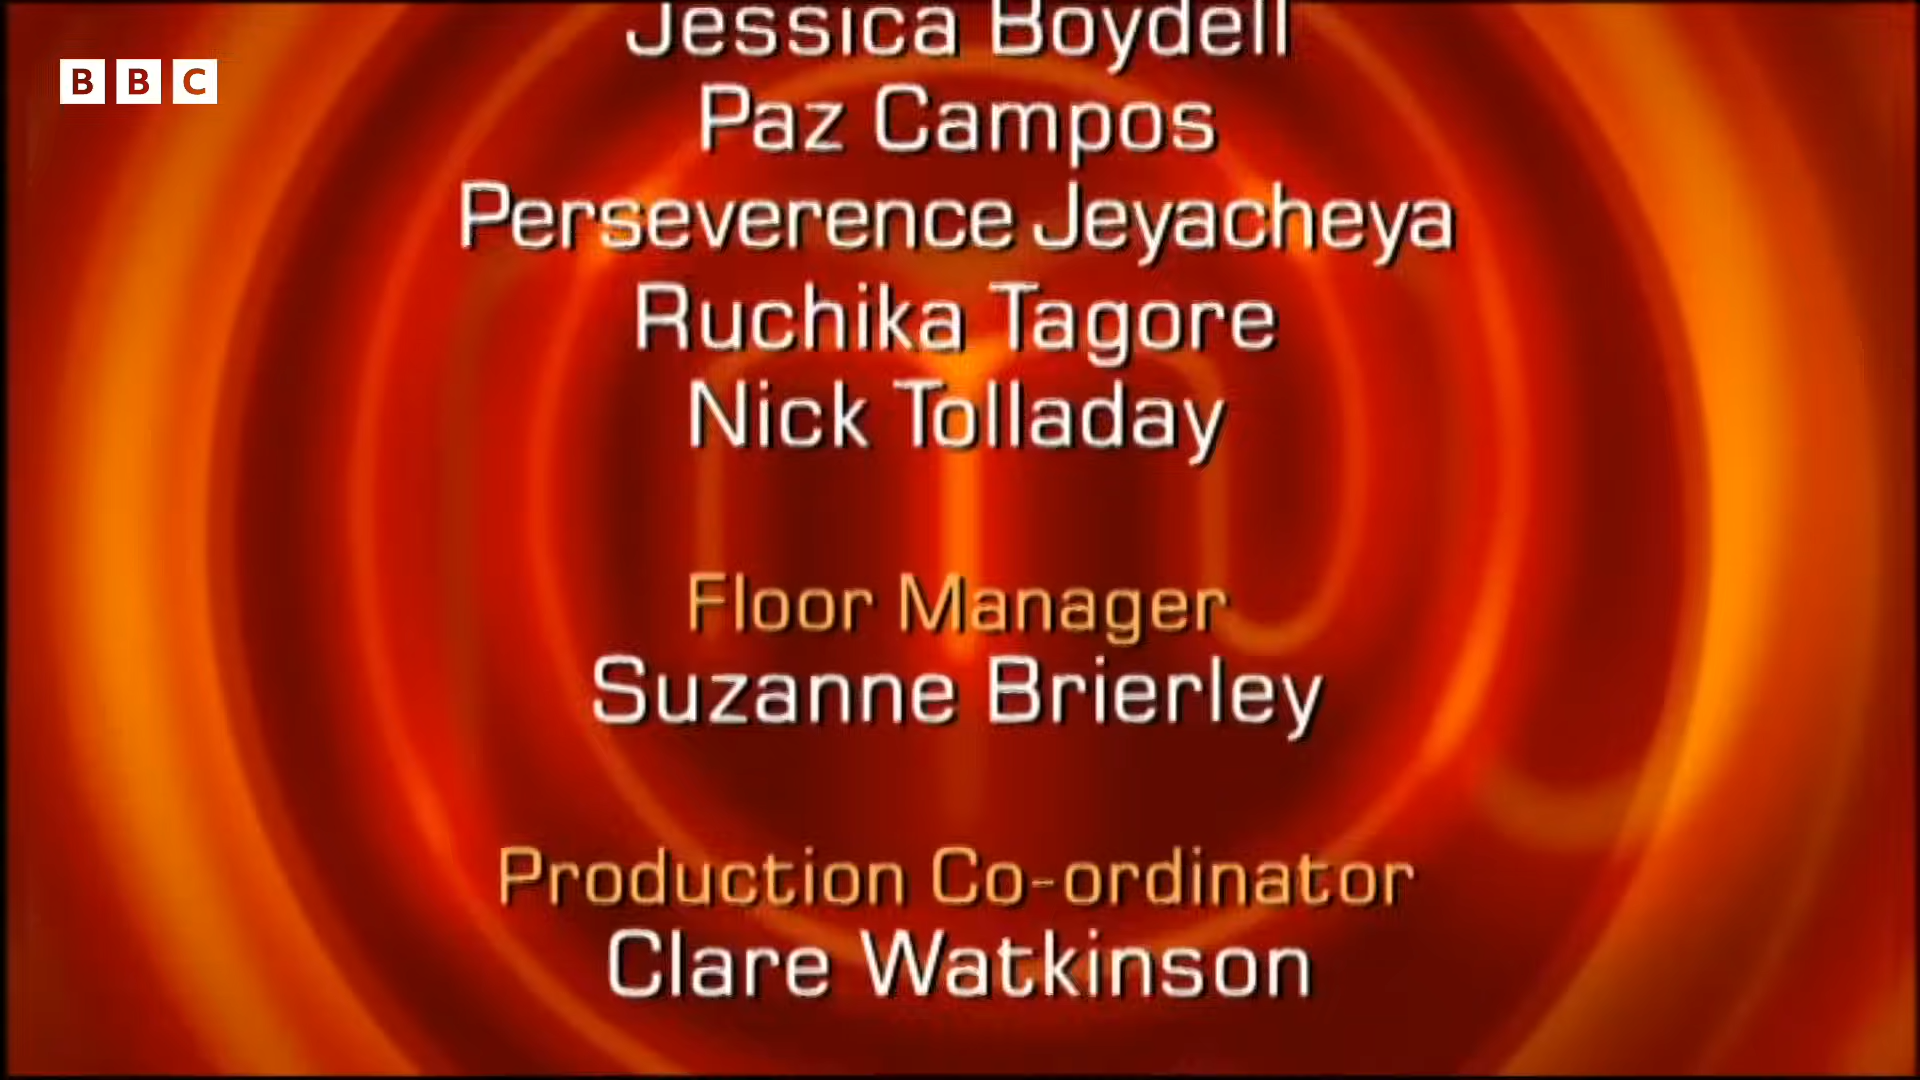 Jessica Boydell
BBC
Paz Campos
Perseverence Jeyacheya
Ruchika Tagore
Nick Tolladay
Floor Manager
Suzanne Brierley
Production Co-ordinator
Clare Watkinson